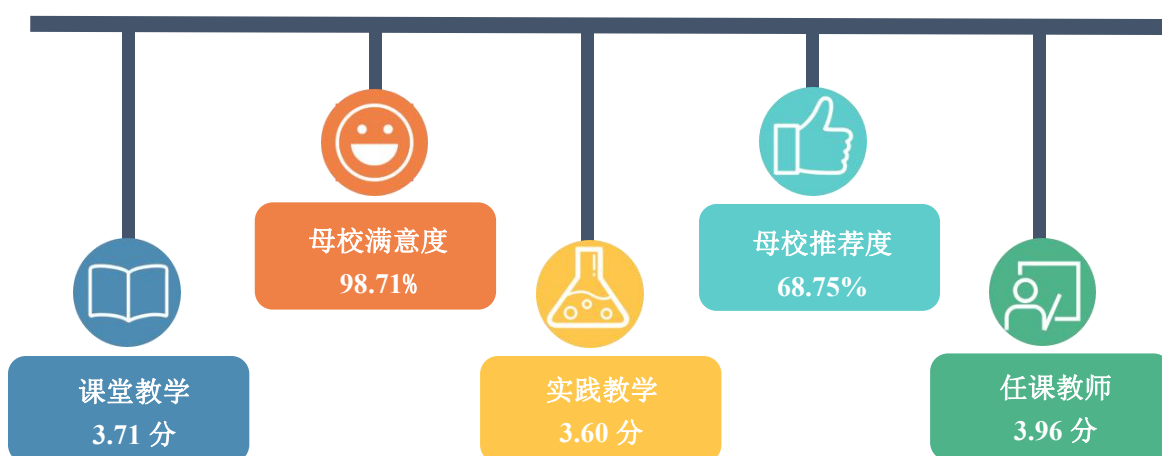 母校满意度
98.71%
母校推荐度
68.75%
课堂教学
3.71 分
实践教学
3.60 分
任课教师
3.96 分